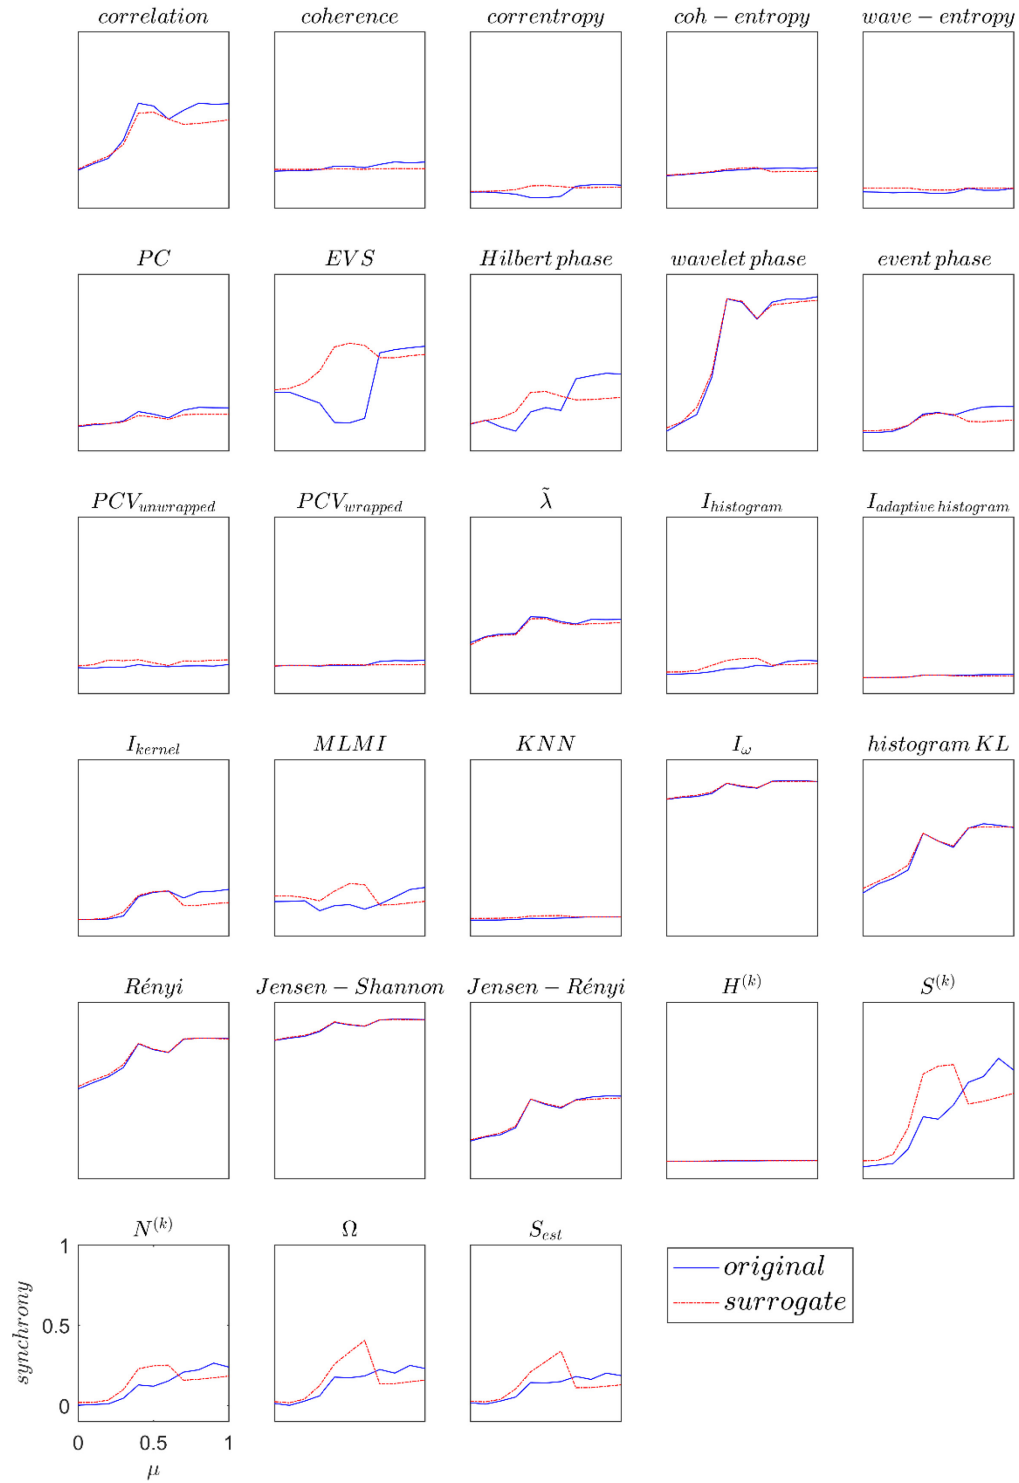 correlation coherence correntropy coh − entropy wave − entropy
PC EVS Hilbert phase wavelet phase event phase
PCV_unwrapped PCV_wrapped λ̃ I_histogram I_adaptive histogram
I_kernel MLMI KNN I_ω histogram KL
Rényi Jensen − Shannon Jensen − Rényi H^(k) S^(k)
N^(k) Ω S_est
1
0.5
0
synchrony
0 0.5 1
μ
original
surrogate